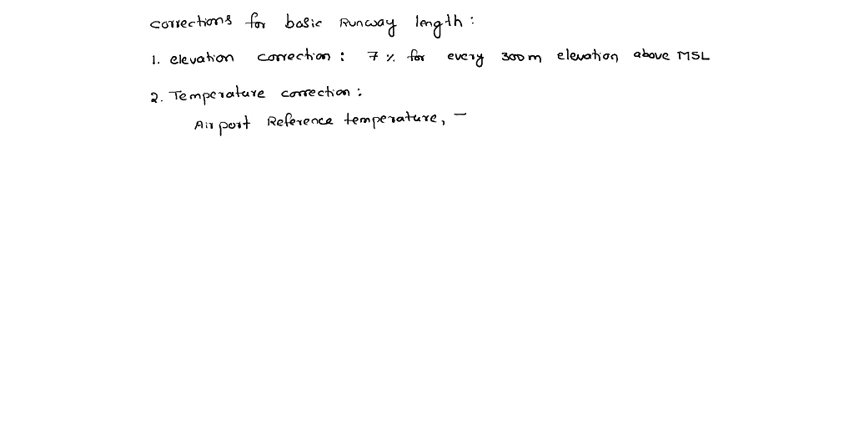 corrections for basic Runway length :
1. elevation correction : 7 % for every 300m elevation above MSL
2. Temperature correction :
Airport Reference temperature, –